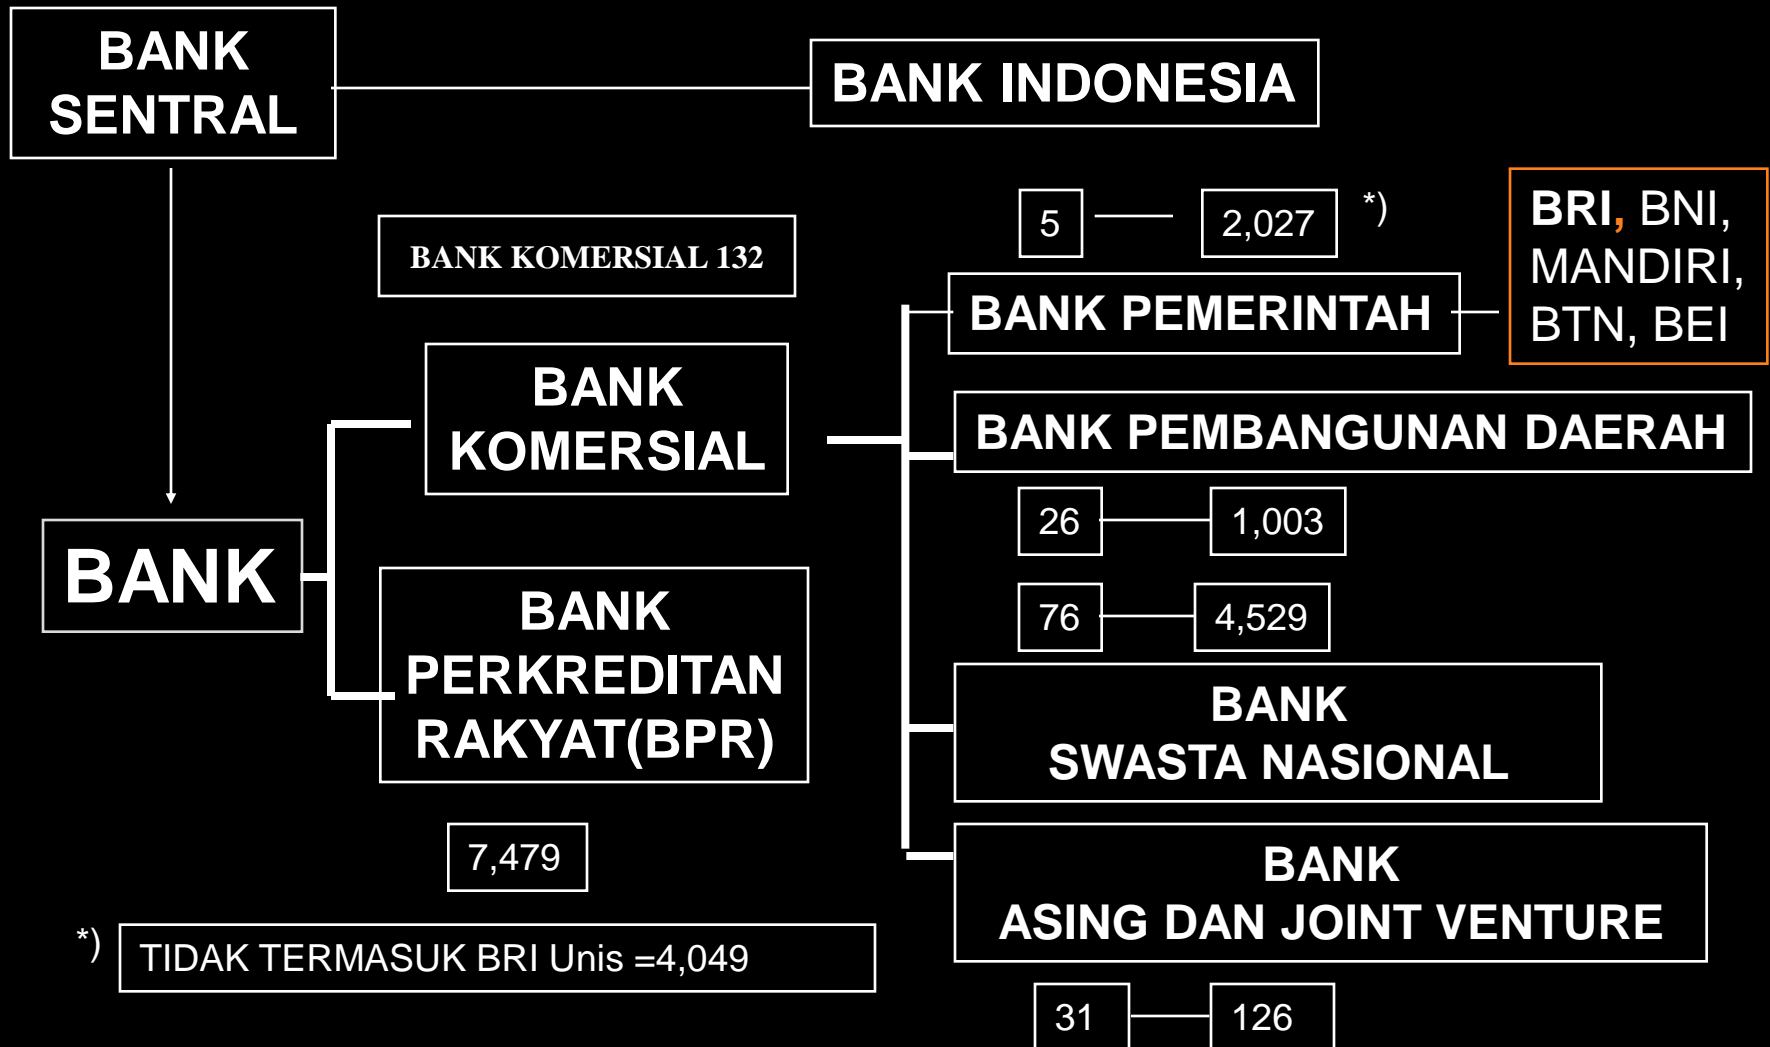 BANK
SENTRAL
BANK INDONESIA
5
2,027
*)
BRI, BNI,
MANDIRI,
BTN, BEI
BANK KOMERSIAL 132
BANK PEMERINTAH
BANK
KOMERSIAL
BANK PEMBANGUNAN DAERAH
26
1,003
BANK
76
4,529
BANK
PERKREDITAN
RAKYAT(BPR)
BANK
SWASTA NASIONAL
7,479
BANK
ASING DAN JOINT VENTURE
*)
TIDAK TERMASUK BRI Unis =4,049
31
126